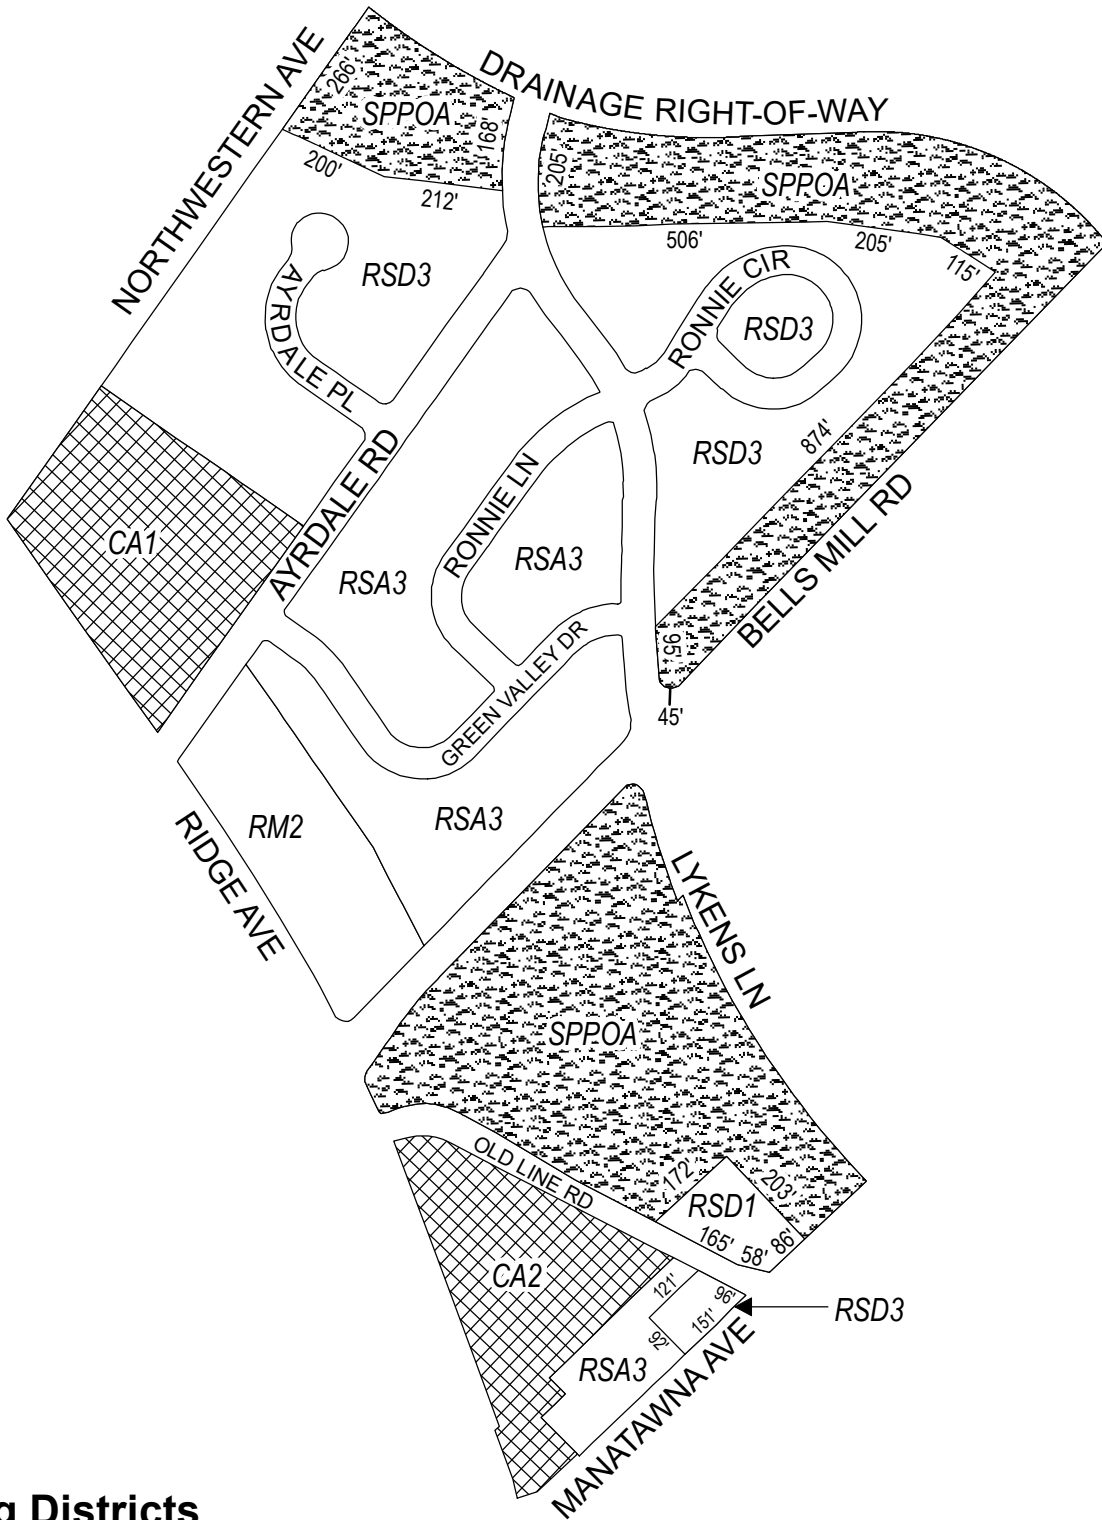 NORTHWESTERN AVE
266'
SPPOA
168'
200'
212'
DRAINAGE RIGHT-OF-WAY
205'
SPPOA
506'
205'
115'
RSD3
AYRDALE PL
RONNIE CIR
RSD3
RSD3
874'
BELLS MILL RD
CA1
AYRDALE RD
RSA3
RONNIE LN
RSA3
GREEN VALLEY DR
95'
45'
RM2
RSA3
RIDGE AVE
LYKENS LN
SPPOA
OLD LINE RD
172'
203'
RSD1
165'
58'
86'
CA2
121'
96'
151'
92'
RSD3
RSA3
MANATAWNA AVE
Districts